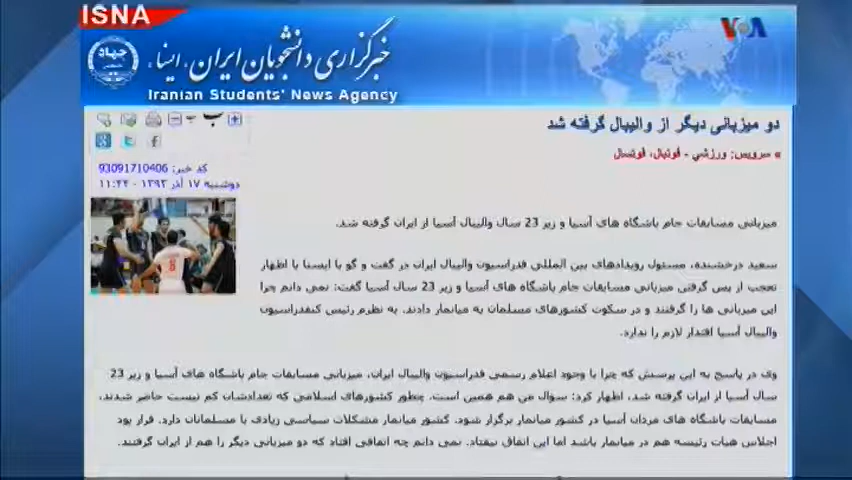 ISNA
VOA
خبرگزاری دانشجویان ایران، ایسنا،
جهاد
Iranian Students' News Agency
دو میزبانی دیگر از والیبال گرفته شد
» سرویس: ورزشی - فوتبال، فوتسال
کد خبر: 93091710406
دوشنبه ۱۷ آذر ۱۳۹۳ - ۱۱:۴۴
میزبانی مسابقات جام باشگاه های آسیا و زیر 23 سال والیبال آسیا از ایران گرفته شد.
سعید درخشنده، مسئول رویدادهای بین المللی فدراسیون والیبال ایران در گفت و گو با ایسنا با اظهار
تعجب از پس گرفتن میزبانی مسابقات جام باشگاه های آسیا و زیر 23 سال آسیا گفت: نمی دانم چرا
این میزبانی ها را گرفتند و در سکوت کشورهای مسلمان به میانمار دادند. به نظرم رئیس کنفدراسیون
والیبال آسیا اقتدار لازم را ندارد.
وی در پاسخ به این پرسش که چرا با وجود اعلام رسمی فدراسیون والیبال ایران، میزبانی مسابقات جام باشگاه های آسیا و زیر 23
سال آسیا از ایران گرفته شد، اظهار کرد: سؤال من هم همین است. چطور کشورهای اسلامی که تعدادشان کم نیست حاضر شدند،
مسابقات باشگاه های مردان آسیا در کشور میانمار برگزار شود. کشور میانمار مشکلات سیاسی زیادی با مسلمانان دارد. قرار بود
اجلاس هیات رئیسه هم در میانمار باشد اما این اتفاق نیفتاد. نمی دانم چه اتفاقی افتاد که دو میزبانی دیگر را هم از ایران گرفتند.